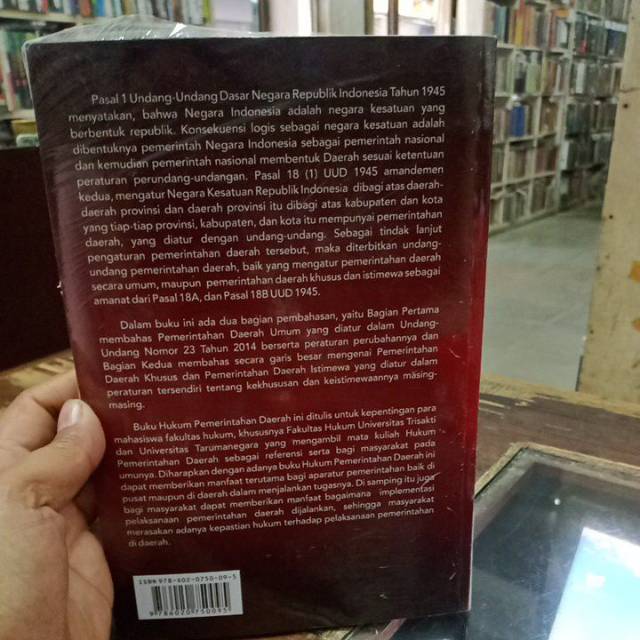 Pasal 1 Undang-Undang Dasar Negara Republik Indonesia Tahun 1945
menyatakan, bahwa Negara Indonesia adalah negara kesatuan yang
berbentuk republik. Konsekuensi logis sebagai negara kesatuan adalah
dibentuknya pemerintah Negara Indonesia sebagai pemerintah nasional
dan kemudian pemerintah nasional membentuk Daerah sesuai ketentuan
peraturan perundang-undangan. Pasal 18 (1) UUD 1945 amandemen
kedua, mengatur Negara Kesatuan Republik Indonesia dibagi atas daerah-
daerah provinsi dan daerah provinsi itu dibagi atas kabupaten dan kota
yang tiap-tiap provinsi, kabupaten, dan kota itu mempunyai pemerintahan
daerah, yang diatur dengan undang-undang. Sebagai tindak lanjut
pengaturan pemerintahan daerah tersebut, maka diterbitkan undang-
undang pemerintahan daerah, baik yang mengatur pemerintahan daerah
secara umum, maupun pemerintahan daerah khusus dan istimewa sebagai
amanat dari Pasal 18A, dan Pasal 18B UUD 1945.
Dalam buku ini ada dua bagian pembahasan, yaitu Bagian Pertama
membahas Pemerintahan Daerah Umum yang diatur dalam Undang-
Undang Nomor 23 Tahun 2014 berserta peraturan perubahannya dan
Bagian Kedua membahas secara garis besar mengenai Pemerintahan
Daerah Khusus dan Pemerintahan Daerah Istimewa yang diatur dalam
peraturan tersendiri tentang kekhususan dan keistimewaannya masing-
masing.
Buku Hukum Pemerintahan Daerah ini ditulis untuk kepentingan para
mahasiswa fakultas hukum, khususnya Fakultas Hukum Universitas Trisakti
dan Universitas Tarumanegara yang mengambil mata kuliah Hukum
Pemerintahan Daerah sebagai referensi serta bagi masyarakat pada
umunya. Diharapkan dengan adanya buku Hukum Pemerintahan Daerah ini
dapat memberikan manfaat terutama bagi aparatur pemerintahan baik di
pusat maupun di daerah dalam menjalankan tugasnya. Di samping itu juga
bagi masyarakat dapat memberikan manfaat bagaimana implementasi
pelaksanaan pemerintahan daerah dijalankan, sehingga masyarakat
merasakan adanya kepastian hukum terhadap pelaksanaan pemerintahan
di daerah.
ISBN 978-602-0750-09-5
9786020750095